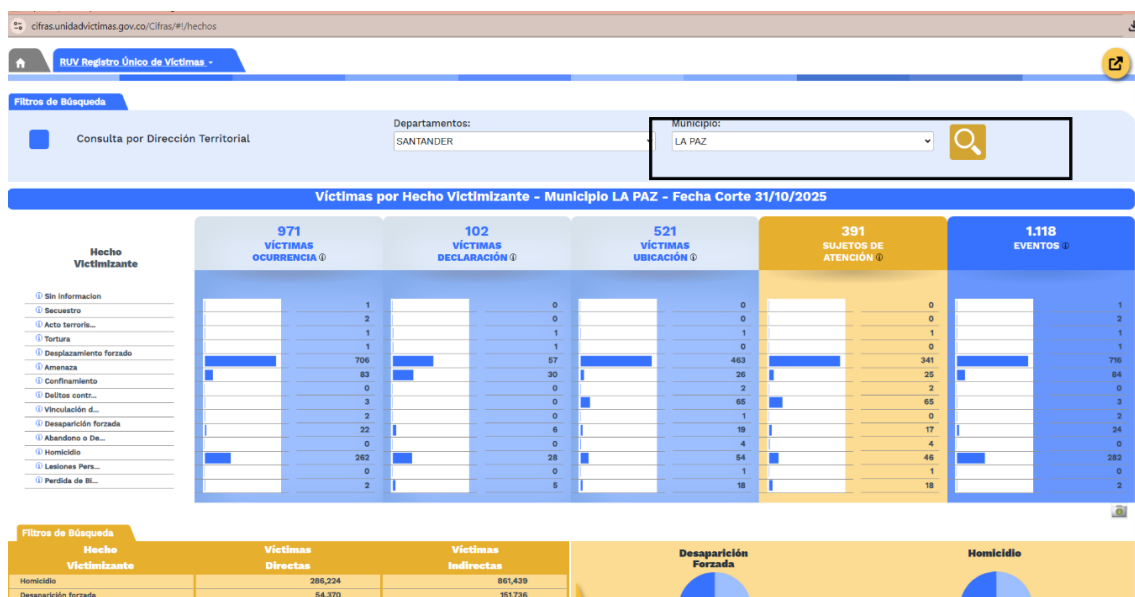 cifras.unidadvictimas.gov.co/Cifras/#!/hechos
RUV Registro Único de Víctimas -
Filtros de Búsqueda
Consulta por Dirección Territorial
Departamentos:
SANTANDER
Municipio:
LA PAZ
Víctimas por Hecho Victimizante - Municipio LA PAZ - Fecha Corte 31/10/2025
Hecho Victimizante
971 VÍCTIMAS OCURRENCIA
102 VÍCTIMAS DECLARACIÓN
521 VÍCTIMAS UBICACIÓN
391 SUJETOS DE ATENCIÓN
1.118 EVENTOS
Sin informacion 1 0 0 0 1
Secuestro 2 0 0 0 2
Acto terroris... 1 1 1 1 1
Tortura 1 1 0 0 1
Desplazamiento forzado 706 57 463 341 716
Amenaza 83 30 26 25 84
Confinamiento 0 0 2 2 0
Delitos contr... 3 0 65 65 3
Vinculación d... 2 0 1 0 2
Desaparición forzada 22 6 19 17 24
Abandono o De... 0 0 4 4 0
Homicidio 262 28 54 46 282
Lesiones Pers... 0 0 1 1 0
Perdida de Bi... 2 5 18 18 2
Filtros de Búsqueda
Hecho Victimizante
Víctimas Directas
Víctimas Indirectas
Homicidio 286,224 861,439
Desaparición forzada 54,370 151,736
Desaparición Forzada
Homicidio